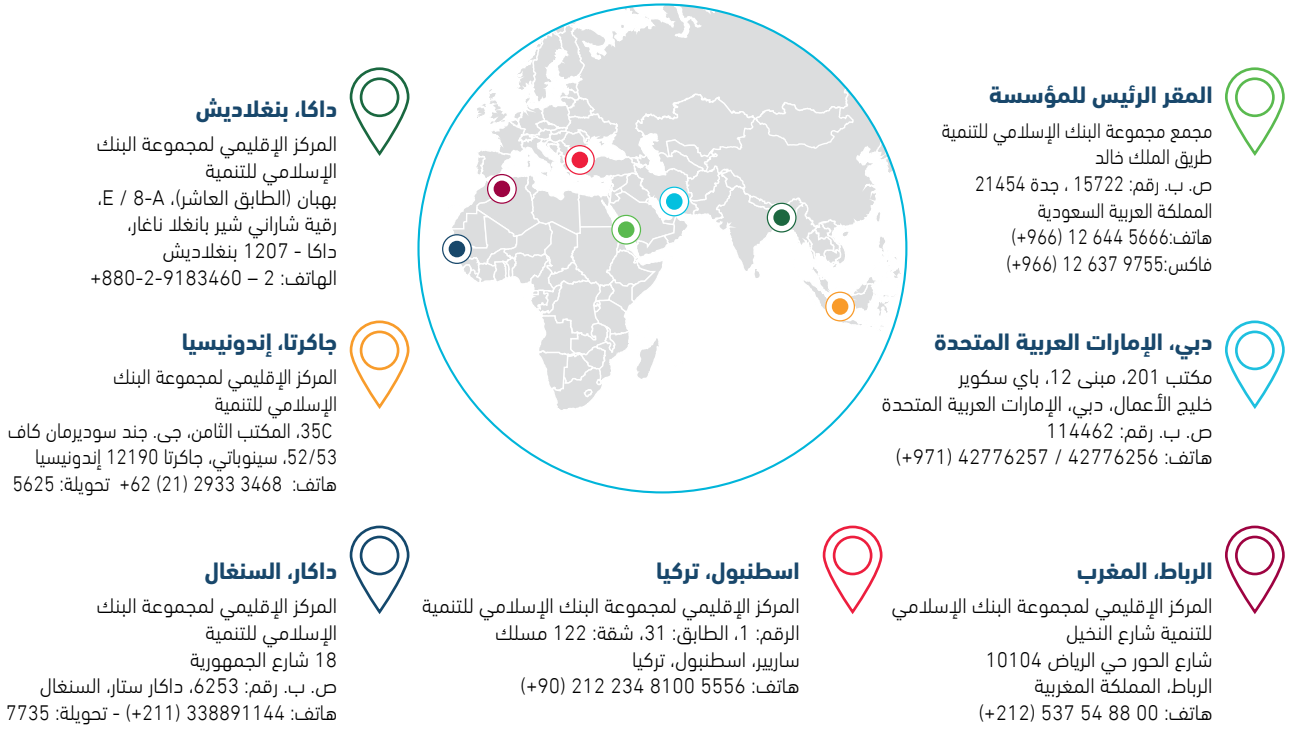 المقر الرئيس للمؤسسة
مجمع مجموعة البنك الإسلامي للتنمية
طريق الملك خالد
ص. ب. رقم: 15722 ، جدة 21454
المملكة العربية السعودية
هاتف:5666 644 12 (966+)
فاكس:9755 637 12 (966+)
داكا، بنغلاديش
المركز الإقليمي لمجموعة البنك
الإسلامي للتنمية
بهبان (الطابق العاشر)، E / 8-A،
رقية شاراني شير بانغلا ناغار،
داكا - 1207 بنغلاديش
الهاتف: 2 – 9183460-2-880+
دبي، الإمارات العربية المتحدة
مكتب 201، مبنى 12، باي سكوير
خليج الأعمال، دبي، الإمارات العربية المتحدة
ص. ب. رقم: 114462
هاتف: 42776256 / 42776257 (971+)
جاكرتا، إندونيسيا
المركز الإقليمي لمجموعة البنك
الإسلامي للتنمية
35C، المكتب الثامن، جى. جند سوديرمان كاف
52/53، سينوباتي، جاكرتا 12190 إندونيسيا
هاتف: 3468 2933 (21) 62+ تحويلة: 5625
الرباط، المغرب
المركز الإقليمي لمجموعة البنك الإسلامي
للتنمية شارع النخيل
شارع الحور حي الرياض 10104
الرباط، المملكة المغربية
هاتف: 00 88 54 537 (212+)
اسطنبول، تركيا
المركز الإقليمي لمجموعة البنك الإسلامي للتنمية
الرقم: 1، الطابق: 31، شقة: 122 مسلك
ساريير، اسطنبول، تركيا
هاتف: 5556 8100 234 212 (90+)
داكار، السنغال
المركز الإقليمي لمجموعة البنك
الإسلامي للتنمية
18 شارع الجمهورية
ص. ب. رقم: 6253، داكار ستار، السنغال
هاتف: 338891144 (211+) - تحويلة: 7735